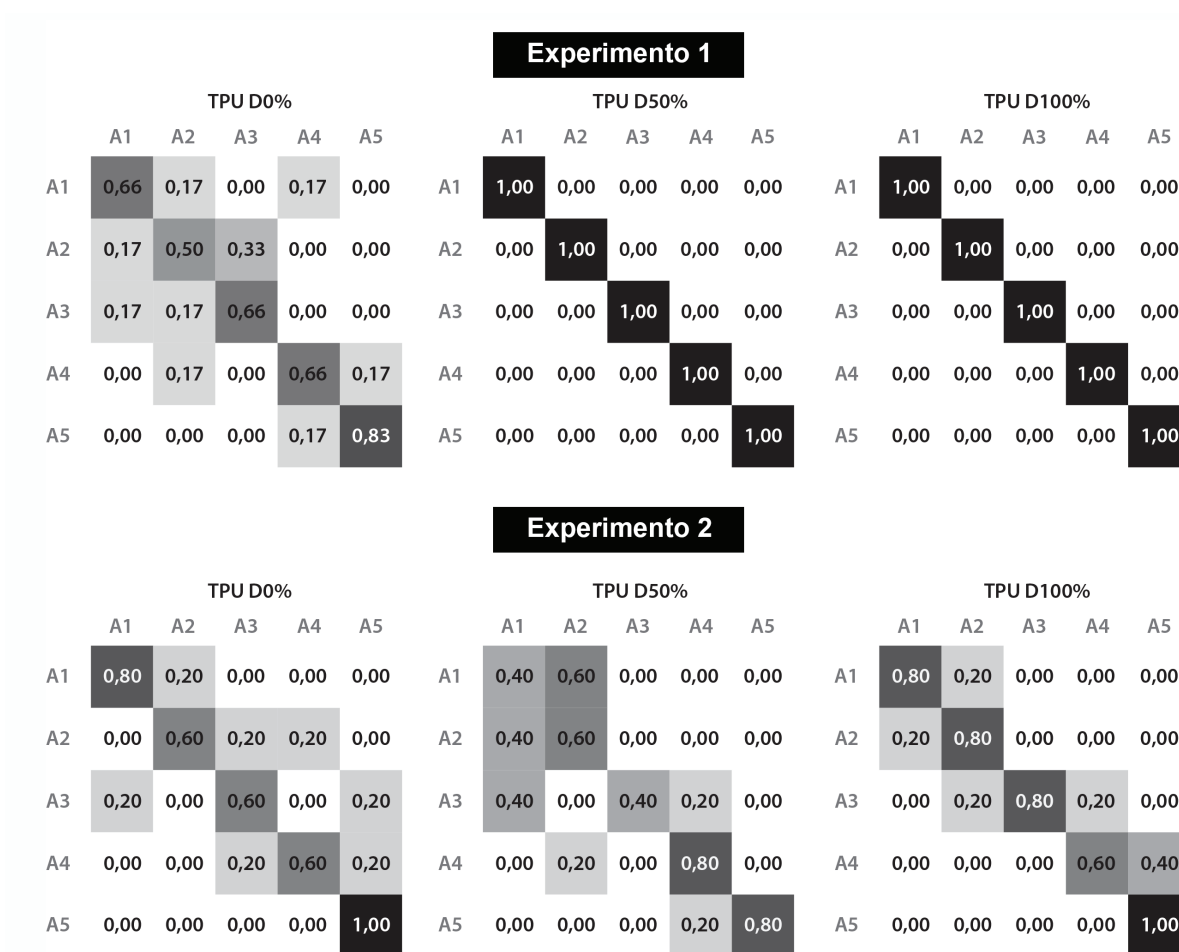 Experimento 1
TPU D0% TPU D50% TPU D100%
A1 A2 A3 A4 A5 A1 A2 A3 A4 A5 A1 A2 A3 A4 A5
A1 0,66 0,17 0,00 0,17 0,00 A1 1,00 0,00 0,00 0,00 0,00 A1 1,00 0,00 0,00 0,00 0,00
A2 0,17 0,50 0,33 0,00 0,00 A2 0,00 1,00 0,00 0,00 0,00 A2 0,00 1,00 0,00 0,00 0,00
A3 0,17 0,17 0,66 0,00 0,00 A3 0,00 0,00 1,00 0,00 0,00 A3 0,00 0,00 1,00 0,00 0,00
A4 0,00 0,17 0,00 0,66 0,17 A4 0,00 0,00 0,00 1,00 0,00 A4 0,00 0,00 0,00 1,00 0,00
A5 0,00 0,00 0,00 0,17 0,83 A5 0,00 0,00 0,00 0,00 1,00 A5 0,00 0,00 0,00 0,00 1,00
Experimento 2
TPU D0% TPU D50% TPU D100%
A1 A2 A3 A4 A5 A1 A2 A3 A4 A5 A1 A2 A3 A4 A5
A1 0,80 0,20 0,00 0,00 0,00 A1 0,40 0,60 0,00 0,00 0,00 A1 0,80 0,20 0,00 0,00 0,00
A2 0,00 0,60 0,20 0,20 0,00 A2 0,40 0,60 0,00 0,00 0,00 A2 0,20 0,80 0,00 0,00 0,00
A3 0,20 0,00 0,60 0,00 0,20 A3 0,40 0,00 0,40 0,20 0,00 A3 0,00 0,20 0,80 0,20 0,00
A4 0,00 0,00 0,20 0,60 0,20 A4 0,00 0,20 0,00 0,80 0,00 A4 0,00 0,00 0,00 0,60 0,40
A5 0,00 0,00 0,00 0,00 1,00 A5 0,00 0,00 0,00 0,20 0,80 A5 0,00 0,00 0,00 0,00 1,00